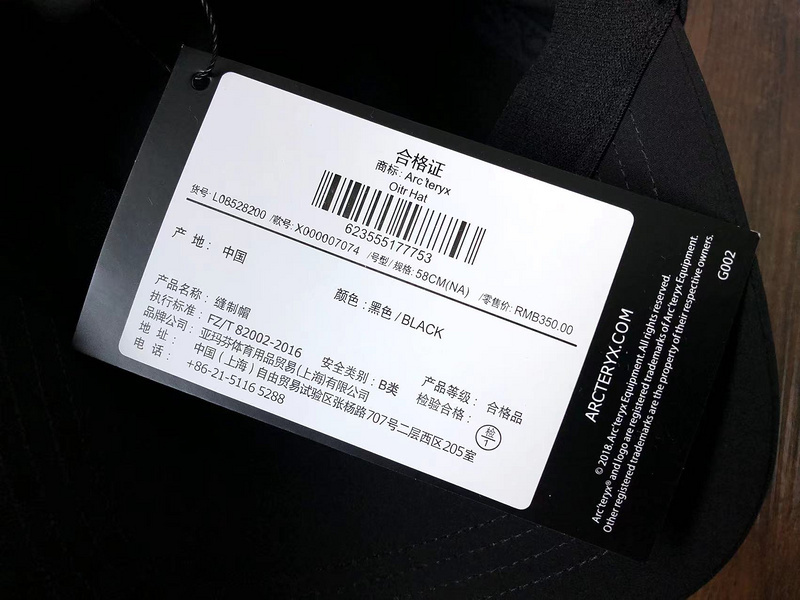 合格证
商标: Arc'teryx
Oitr Hat
623555177753
货号: L08528200 /款号: X000007074 /号型/规格: 58CM(NA) /零售价: RMB350.00
产 地: 中国
颜色: 黑色/BLACK
产品名称: 缝制帽
执行标准: FZ/T 82002-2016 安全类别: B类 产品等级: 合格品
品牌公司: 亚玛芬体育用品贸易(上海)有限公司 检验合格: 检1
地 址: 中国(上海)自由贸易试验区张杨路707号二层西区205室
电 话: +86-21-5116 5288
ARCTERYX.COM
© 2018 Arc'teryx Equipment. All rights reserved.
Arc'teryx® and logo are registered trademarks of Arc'teryx Equipment.
Other registered trademarks are the property of their respective owners.
G002